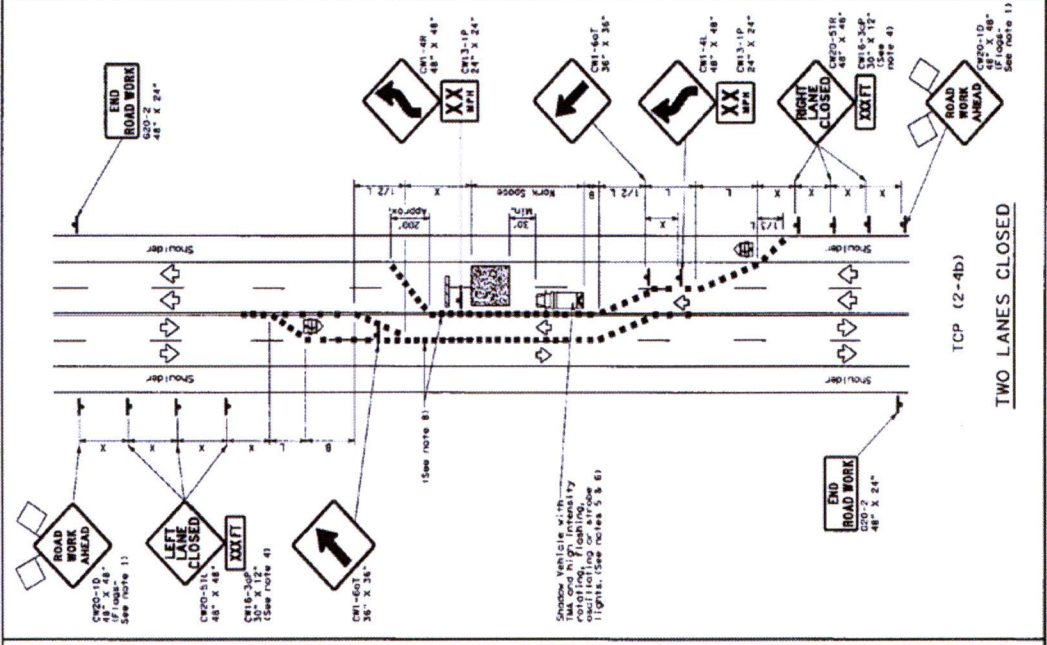 END
ROAD WORK
G20-2
48" X 24"
CW1-4R
48" X 48"
XX
MPH
CW13-1P
24" X 24"
CW1-6aT
36" X 36"
CW1-4L
48" X 48"
XX
MPH
CW13-1P
24" X 24"
RIGHT
LANE
CLOSED
XXX FT
CW20-5TR
48" X 48"
CW16-3aP
30" X 12"
(See
note 4)
ROAD
WORK
AHEAD
CW20-1D
48" X 48"
(Flags-
See note 1)
1/2 L
X
Work Space
B
1/2 L
L
X
L
1/3 L
X
X
X
X
200'
Approx.
30'
Min.
Shoulder
Shoulder
Shoulder
Shoulder
X
X
X
X
L
B
(See note 8)
ROAD
WORK
AHEAD
CW20-1D
48" X 48"
(Flags-
See note 1)
LEFT
LANE
CLOSED
XXX FT
CW20-5TL
48" X 48"
CW16-3aP
30" X 12"
(See note 4)
CW1-6aT
36" X 36"
Shadow Vehicle with
TMA and high intensity
rotating, flashing,
oscillating or strobe
lights. (See notes 5 & 6)
END
ROAD WORK
G20-2
48" X 24"
TCP (2-4b)
TWO LANES CLOSED